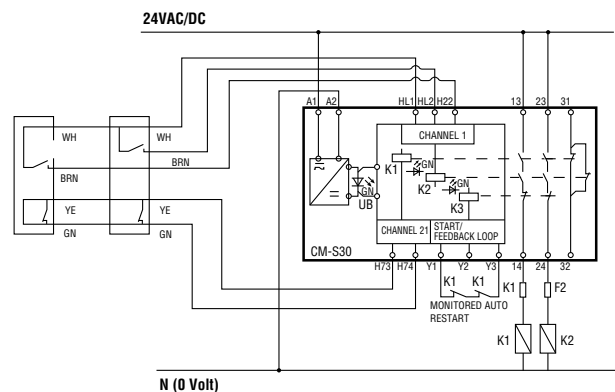 24VAC/DC
A1 A2 HL1 HL2 H22 13 23 31
WH WH
BRN
BRN
YE YE
GN GN
CHANNEL 1
K1 GN
K2 GN
K3
GN
UB
CHANNEL 21 START/
FEEDBACK LOOP
CM-S30
H73 H74 Y1 Y2 Y3 14 24 32
K1 K1
MONITORED AUTO
RESTART
K1 F2
K1 K2
N (0 Volt)